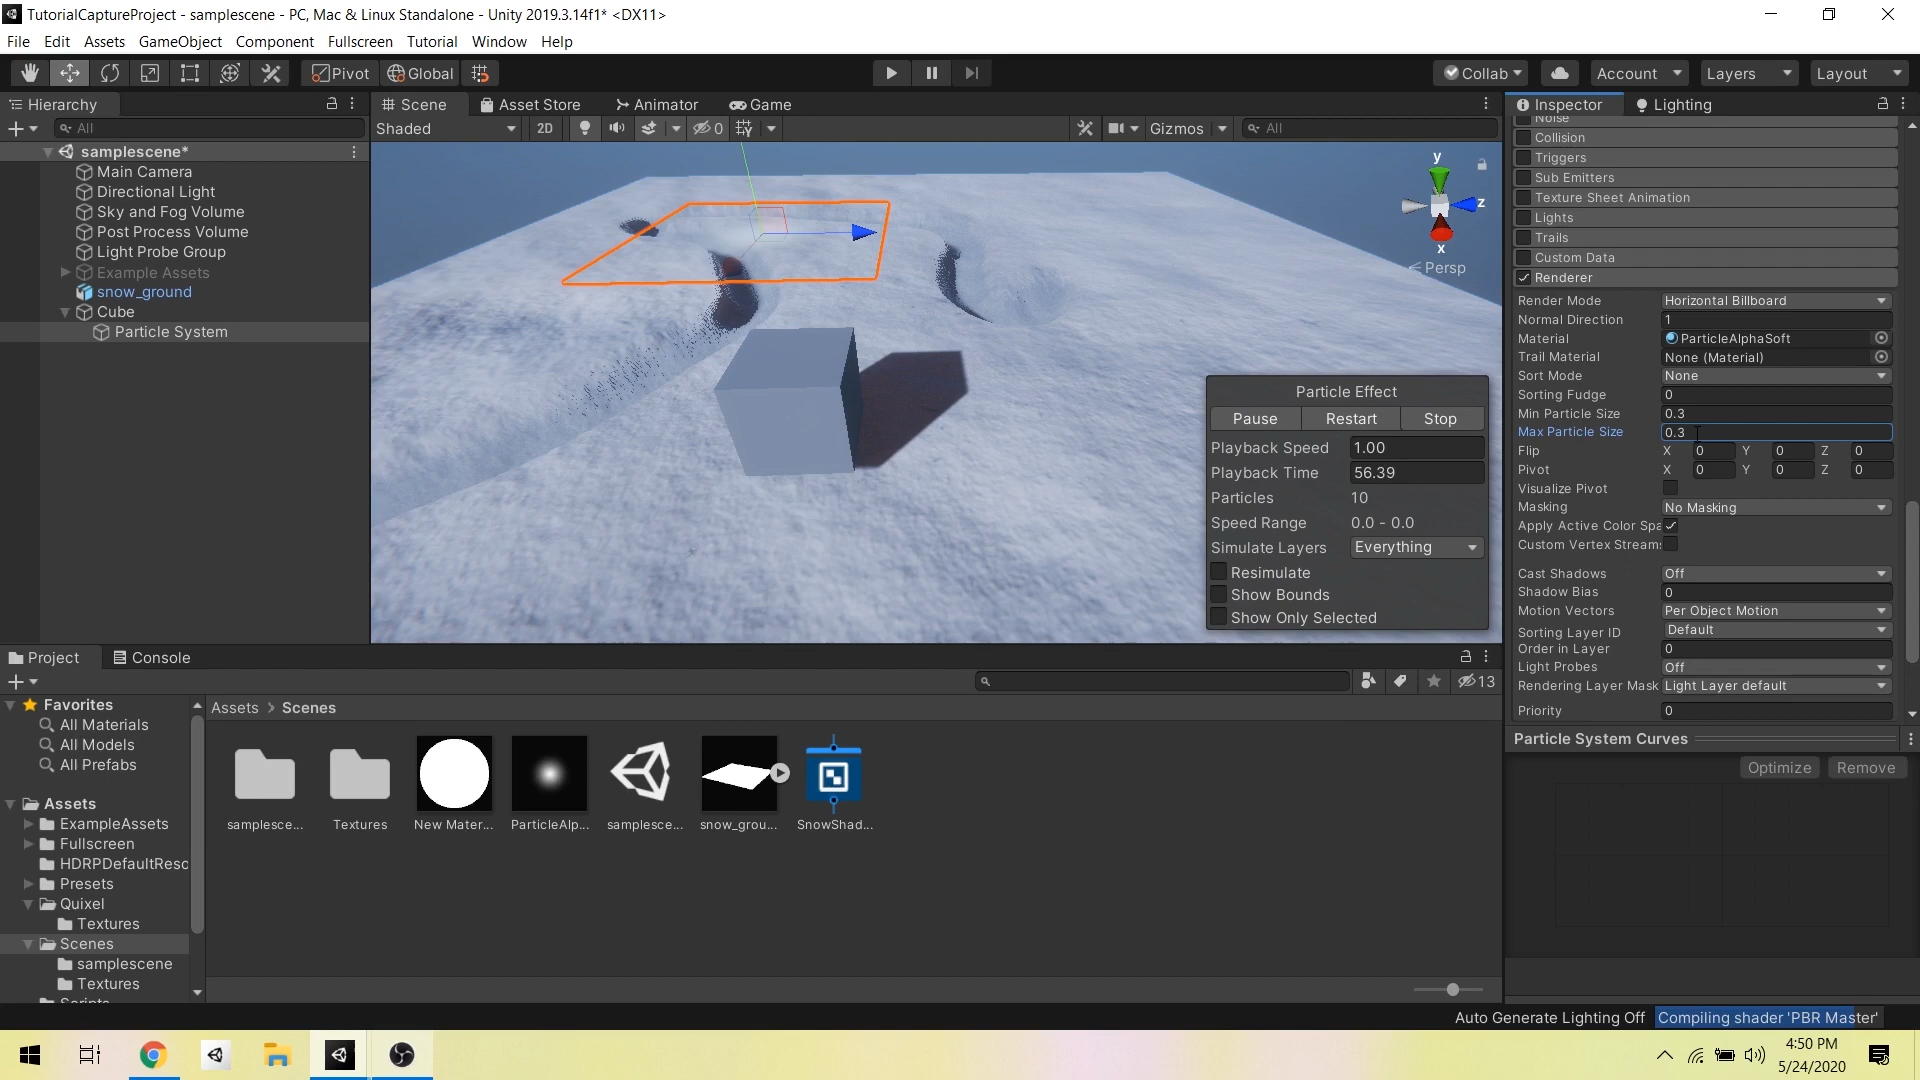 TutorialCaptureProject - samplescene - PC, Mac & Linux Standalone - Unity 2019.3.14f1* <DX11>
File Edit Assets GameObject Component Fullscreen Tutorial Window Help
Pivot Global Collab Account Layers Layout
Hierarchy
All
samplescene*
Main Camera
Directional Light
Sky and Fog Volume
Post Process Volume
Light Probe Group
Example Assets
snow_ground
Cube
Particle System
Scene Asset Store Animator Game
Shaded 2D 0 Gizmos All
y
z
x
Persp
Particle Effect
Pause Restart Stop
Playback Speed 1.00
Playback Time 56.39
Particles 10
Speed Range 0.0 - 0.0
Simulate Layers Everything
Resimulate
Show Bounds
Show Only Selected
Inspector Lighting
Noise
Collision
Triggers
Sub Emitters
Texture Sheet Animation
Lights
Trails
Custom Data
Renderer
Render Mode Horizontal Billboard
Normal Direction 1
Material ParticleAlphaSoft
Trail Material None (Material)
Sort Mode None
Sorting Fudge 0
Min Particle Size 0.3
Max Particle Size 0.3
Flip X 0 Y 0 Z 0
Pivot X 0 Y 0 Z 0
Visualize Pivot
Masking No Masking
Apply Active Color Spa
Custom Vertex Stream
Cast Shadows Off
Shadow Bias 0
Motion Vectors Per Object Motion
Sorting Layer ID Default
Order in Layer 0
Light Probes Off
Rendering Layer Mask Light Layer default
Priority 0
Particle System Curves
Optimize Remove
Project Console
13
Favorites
All Materials
All Models
All Prefabs
Assets
ExampleAssets
Fullscreen
HDRPDefaultResc
Presets
Quixel
Textures
Scenes
samplescene
Textures
Scripts
Assets > Scenes
samplesce... Textures New Mater... ParticleAlp... samplesce... snow_grou... SnowShad...
Auto Generate Lighting Off Compiling shader 'PBR Master'
4:50 PM
5/24/2020